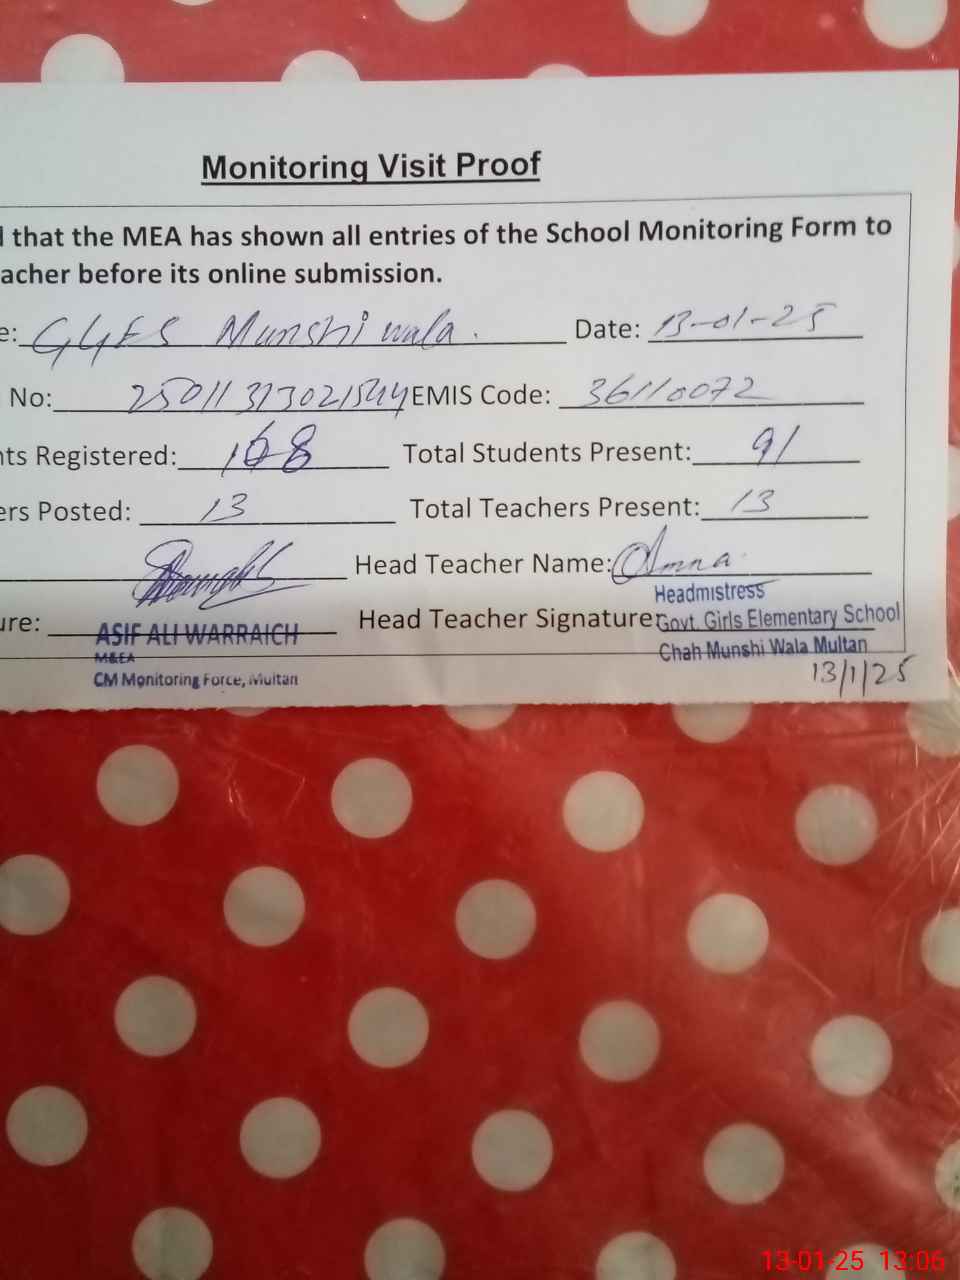 Monitoring Visit Proof
that the MEA has shown all entries of the School Monitoring Form to
acher before its online submission.
e: GGES Munshi wala. Date: 13-01-25
No: EMIS Code: 36110072
nts Registered: 168 Total Students Present: 91
ers Posted: 13 Total Teachers Present: 13
Head Teacher Name: Amna
ure: Head Teacher Signature:
ASIF ALI WARRAICH
M&EA
CM Monitoring Force, Multan
Headmistress
Govt. Girls Elementary School
Chah Munshi Wala Multan
13/1/25
13-01-25 13:06